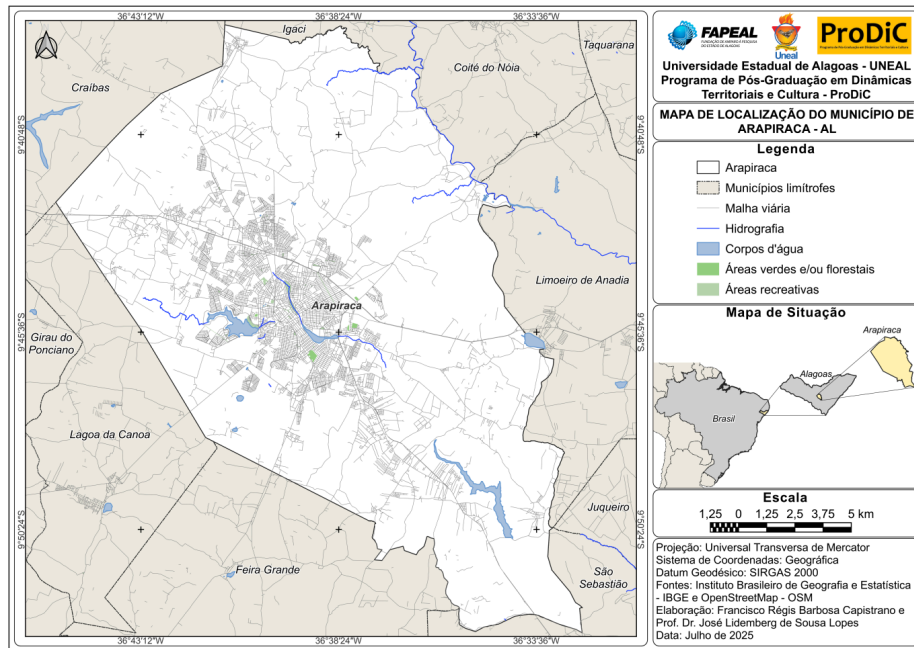 36°43'12"W
36°38'24"W
36°33'36"W
Igaci
Taquarana
Coité do Nóia
Craíbas
9°40'48"S
9°40'48"S
Limoeiro de Anadia
Arapiraca
9°45'36"S
9°45'36"S
Girau do
Ponciano
Lagoa da Canoa
Juqueiro
9°50'24"S
9°50'24"S
Feira Grande
São
Sebastião
36°43'12"W
36°38'24"W
36°33'36"W
FAPEAL
Uneal
ProDiC
Universidade Estadual de Alagoas - UNEAL
Programa de Pós-Graduação em Dinâmicas
Territoriais e Cultura - ProDiC
MAPA DE LOCALIZAÇÃO DO MUNICÍPIO DE
ARAPIRACA - AL
Legenda
Arapiraca
Municípios limítrofes
Malha viária
Hidrografia
Corpos d'água
Áreas verdes e/ou florestais
Áreas recreativas
Mapa de Situação
Arapiraca
Alagoas
Brasil
Escala
1,25 0 1,25 2,5 3,75 5 km
Projeção: Universal Transversa de Mercator
Sistema de Coordenadas: Geográfica
Datum Geodésico: SIRGAS 2000
Fontes: Instituto Brasileiro de Geografia e Estatística
- IBGE e OpenStreetMap - OSM
Elaboração: Francisco Régis Barbosa Capistrano e
Prof. Dr. José Lidemberg de Sousa Lopes
Data: Julho de 2025